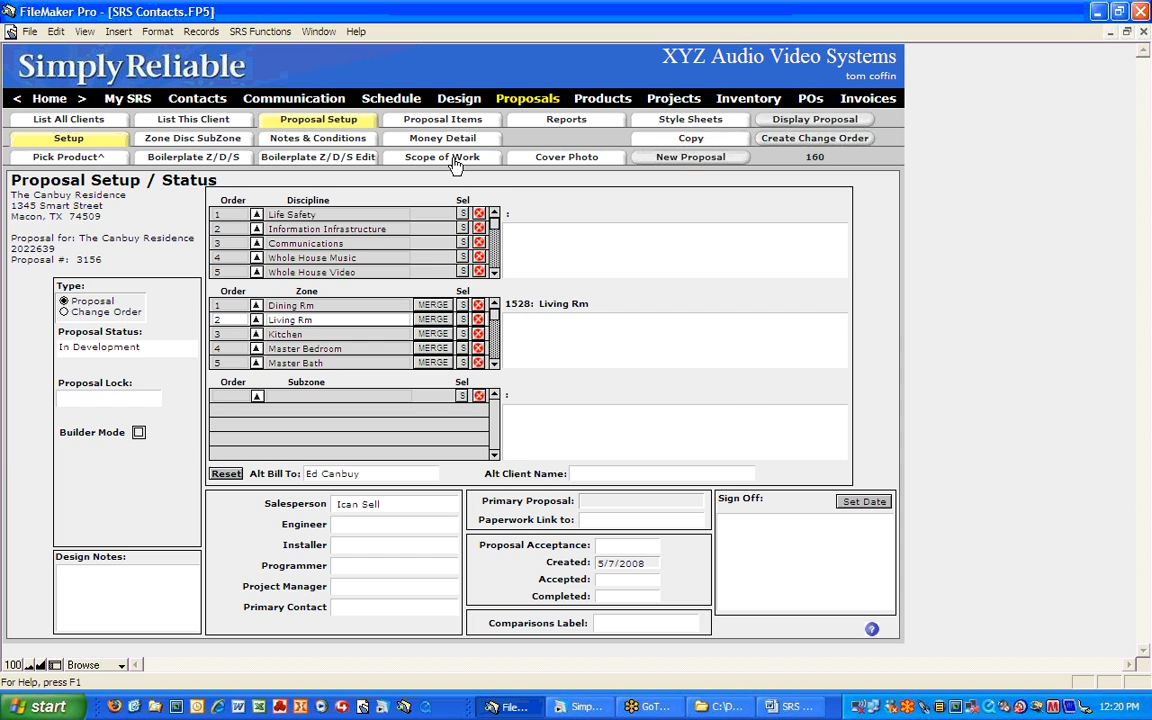 FileMaker Pro - [SRS Contacts.FP5]
File Edit View Insert Format Records SRS Functions Window Help
SimplyReliable
XYZ Audio Video Systems
tom coffin
< Home > My SRS Contacts Communication Schedule Design Proposals Products Projects Inventory POs Invoices
List All Clients List This Client Proposal Setup Proposal Items Reports Style Sheets Display Proposal
Setup Zone Disc SubZone Notes & Conditions Money Detail Copy Create Change Order
Pick Product^ Boilerplate Z/D/S Boilerplate Z/D/S Edit Scope of Work Cover Photo New Proposal 160
Proposal Setup / Status
The Canbuy Residence
1345 Smart Street
Macon, TX 74509
Proposal for: The Canbuy Residence
2022639
Proposal #: 3156
Type:
Proposal
Change Order
Proposal Status:
In Development
Proposal Lock:
Builder Mode
Design Notes:
Order Discipline Sel
1 Life Safety S :
2 Information Infrastructure S
3 Communications S
4 Whole House Music S
5 Whole House Video S
Order Zone Sel
1 Dining Rm MERGE S 1528: Living Rm
2 Living Rm MERGE S
3 Kitchen MERGE S
4 Master Bedroom MERGE S
5 Master Bath MERGE S
Order Subzone Sel
S :
Reset Alt Bill To: Ed Canbuy Alt Client Name:
Salesperson Ican Sell
Engineer
Installer
Programmer
Project Manager
Primary Contact
Primary Proposal:
Paperwork Link to:
Proposal Acceptance:
Created: 5/7/2008
Accepted:
Completed:
Comparisons Label:
Sign Off: Set Date
?
100 Browse
For Help, press F1
start File... Simp... GoT... C:\D... SRS ... 12:20 PM